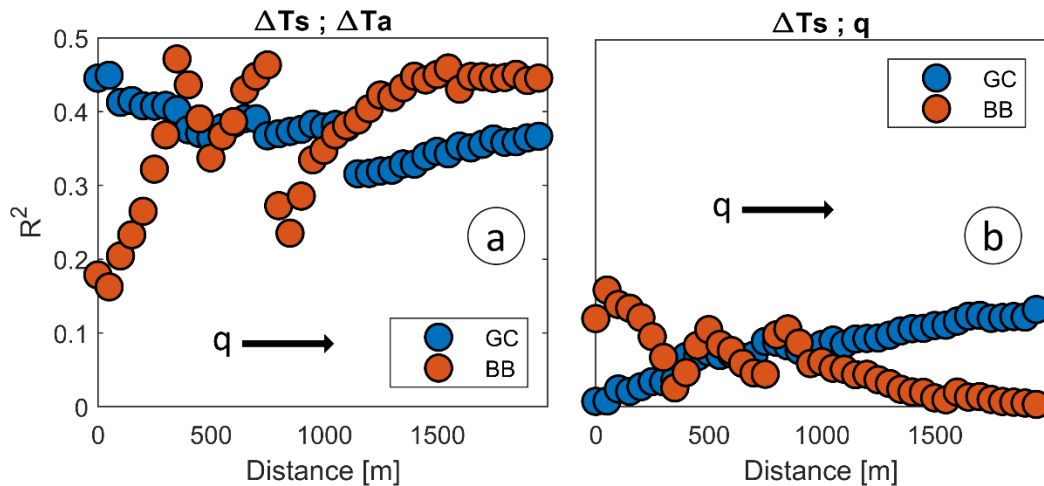 ΔTs ; ΔTa
0.5
0.4
0.3
0.2
0.1
0
R²
a
q
GC
BB
0
500
1000
1500
Distance [m]
ΔTs ; q
GC
BB
q
b
0
500
1000
1500
Distance [m]